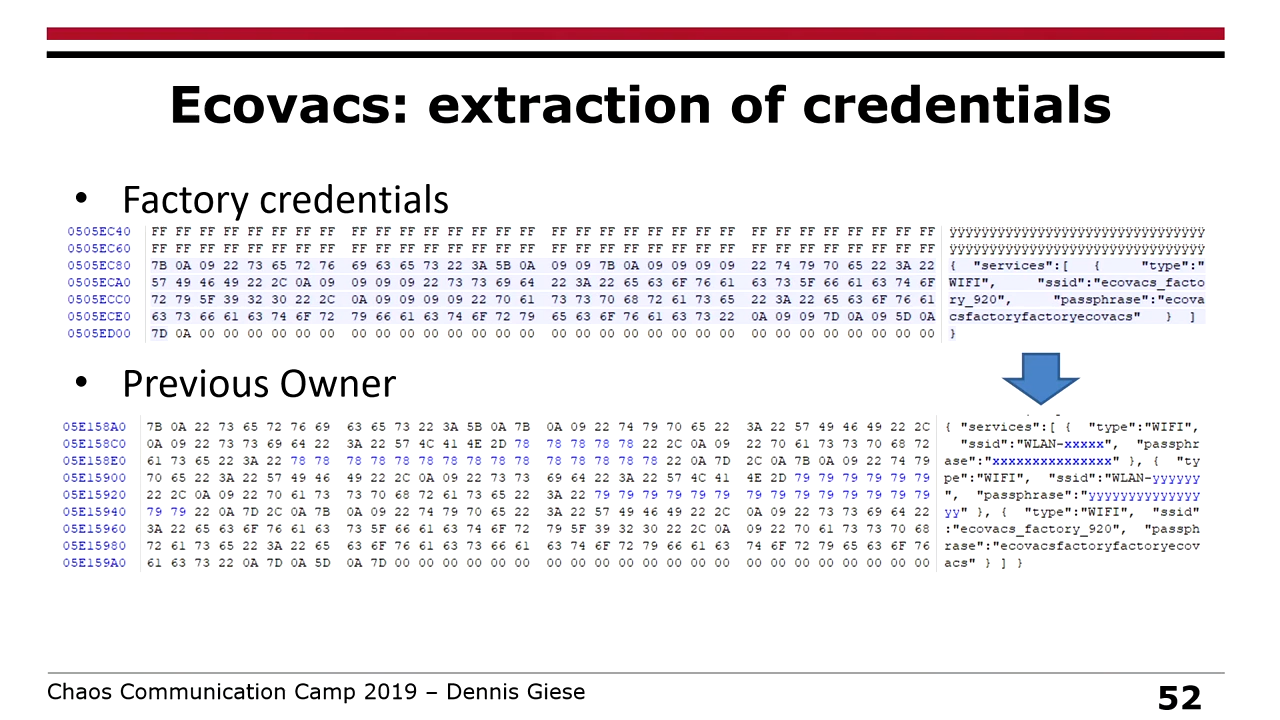 Ecovacs: extraction of credentials
• Factory credentials
0505EC40 FF FF FF FF FF FF FF FF FF FF FF FF FF FF FF FF FF FF FF FF FF FF FF FF FF FF FF FF FF FF FF FF ÿÿÿÿÿÿÿÿÿÿÿÿÿÿÿÿÿÿÿÿÿÿÿÿÿÿÿÿÿÿÿÿ
0505EC60 FF FF FF FF FF FF FF FF FF FF FF FF FF FF FF FF FF FF FF FF FF FF FF FF FF FF FF FF FF FF FF FF ÿÿÿÿÿÿÿÿÿÿÿÿÿÿÿÿÿÿÿÿÿÿÿÿÿÿÿÿÿÿÿÿ
0505EC80 7B 0A 09 22 73 65 72 76 69 63 65 73 22 3A 5B 0A 09 09 7B 0A 09 09 09 09 22 74 79 70 65 22 3A 22 { "services":[ { "type":"
0505ECA0 57 49 46 49 22 2C 0A 09 09 09 09 22 73 73 69 64 22 3A 22 65 63 6F 76 61 63 73 5F 66 61 63 74 6F WIFI", "ssid":"ecovacs_facto
0505ECC0 72 79 5F 39 32 30 22 2C 0A 09 09 09 09 22 70 61 73 73 70 68 72 61 73 65 22 3A 22 65 63 6F 76 61 ry_920", "passphrase":"ecova
0505ECE0 63 73 66 61 63 74 6F 72 79 66 61 63 74 6F 72 79 65 63 6F 76 61 63 73 22 0A 09 09 7D 0A 09 5D 0A csfactoryfactoryecovacs" } ]
0505ED00 7D 0A 00 00 00 00 00 00 00 00 00 00 00 00 00 00 00 00 00 00 00 00 00 00 00 00 00 00 00 00 00 00 }
• Previous Owner
05E158A0 7B 0A 22 73 65 72 76 69 63 65 73 22 3A 5B 0A 7B 0A 09 22 74 79 70 65 22 3A 22 57 49 46 49 22 2C { "services":[ { "type":"WIFI",
05E158C0 0A 09 22 73 73 69 64 22 3A 22 57 4C 41 4E 2D 78 78 78 78 78 22 2C 0A 09 22 70 61 73 73 70 68 72 "ssid":"WLAN-xxxxx", "passphr
05E158E0 61 73 65 22 3A 22 78 78 78 78 78 78 78 78 78 78 78 78 78 78 78 22 0A 7D 2C 0A 7B 0A 09 22 74 79 ase":"xxxxxxxxxxxxxxx" }, { "ty
05E15900 70 65 22 3A 22 57 49 46 49 22 2C 0A 09 22 73 73 69 64 22 3A 22 57 4C 41 4E 2D 79 79 79 79 79 79 pe":"WIFI", "ssid":"WLAN-yyyyyy
05E15920 22 2C 0A 09 22 70 61 73 73 70 68 72 61 73 65 22 3A 22 79 79 79 79 79 79 79 79 79 79 79 79 79 79 ", "passphrase":"yyyyyyyyyyyyyy
05E15940 79 79 22 0A 7D 2C 0A 7B 0A 09 22 74 79 70 65 22 3A 22 57 49 46 49 22 2C 0A 09 22 73 73 69 64 22 yy" }, { "type":"WIFI", "ssid"
05E15960 3A 22 65 63 6F 76 61 63 73 5F 66 61 63 74 6F 72 79 5F 39 32 30 22 2C 0A 09 22 70 61 73 73 70 68 :"ecovacs_factory_920", "passph
05E15980 72 61 73 65 22 3A 22 65 63 6F 76 61 63 73 66 61 63 74 6F 72 79 66 61 63 74 6F 72 79 65 63 6F 76 rase":"ecovacsfactoryfactoryecov
05E159A0 61 63 73 22 0A 7D 0A 5D 0A 7D 00 00 00 00 00 00 00 00 00 00 00 00 00 00 00 00 00 00 00 00 00 00 acs" } ] }
Chaos Communication Camp 2019 – Dennis Giese
52